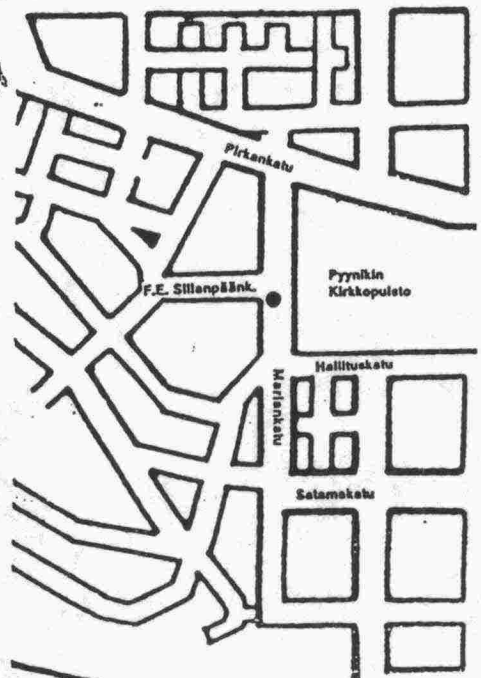 Pirkankatu
F.E. Sillanpäänk.
Pyynikin
Kirkkopuisto
Hallituskatu
Mariankatu
Satamakatu